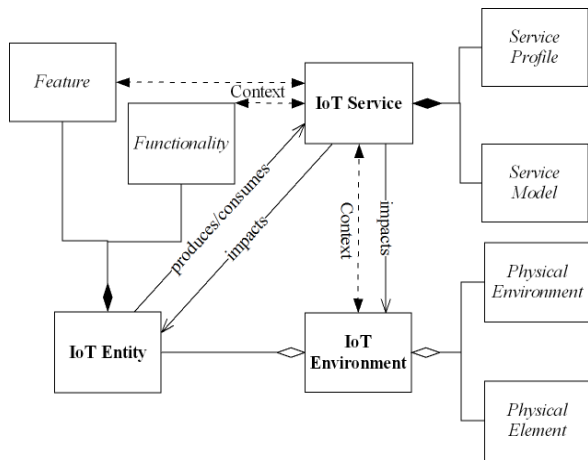 Service
Profile
Feature
Context
IoT Service
Functionality
Service
Model
produces/consumes
impacts
Context
impacts
Physical
Environment
IoT Entity
IoT
Environment
Physical
Element